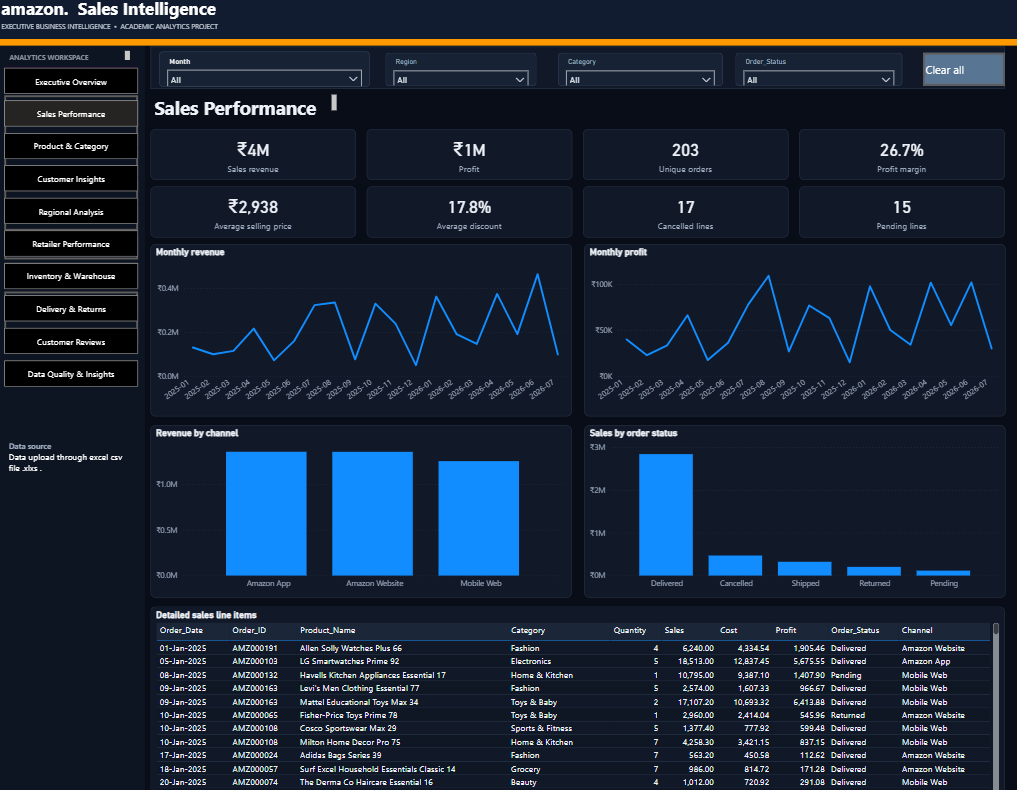 amazon. Sales Intelligence
EXECUTIVE BUSINESS INTELLIGENCE • ACADEMIC ANALYTICS PROJECT
ANALYTICS WORKSPACE
Executive Overview
Sales Performance
Product & Category
Customer Insights
Regional Analysis
Retailer Performance
Inventory & Warehouse
Delivery & Returns
Customer Reviews
Data Quality & Insights
Data source
Data upload through excel csv
file .xlxs .
Month
All
Region
All
Category
All
Order_Status
All
Clear all
Sales Performance
₹4M
Sales revenue
₹1M
Profit
203
Unique orders
26.7%
Profit margin
₹2,938
Average selling price
17.8%
Average discount
17
Cancelled lines
15
Pending lines
Monthly revenue
₹0.4M
₹0.2M
₹0.0M
2025-01 2025-02 2025-03 2025-04 2025-05 2025-06 2025-07 2025-08 2025-09 2025-10 2025-11 2025-12 2026-01 2026-02 2026-03 2026-04 2026-05 2026-06 2026-07
Monthly profit
₹100K
₹50K
₹0K
2025-01 2025-02 2025-03 2025-04 2025-05 2025-06 2025-07 2025-08 2025-09 2025-10 2025-11 2025-12 2026-01 2026-02 2026-03 2026-04 2026-05 2026-06 2026-07
Revenue by channel
₹1.0M
₹0.5M
₹0.0M
Amazon App Amazon Website Mobile Web
Sales by order status
₹3M
₹2M
₹1M
₹0M
Delivered Cancelled Shipped Returned Pending
Detailed sales line items
Order_Date Order_ID Product_Name Category Quantity Sales Cost Profit Order_Status Channel
01-Jan-2025 AMZ000191 Allen Solly Watches Plus 66 Fashion 4 6,240.00 4,334.54 1,905.46 Delivered Amazon Website
05-Jan-2025 AMZ000103 LG Smartwatches Prime 92 Electronics 5 18,513.00 12,837.45 5,675.55 Delivered Amazon App
08-Jan-2025 AMZ000132 Havells Kitchen Appliances Essential 17 Home & Kitchen 1 10,795.00 9,387.10 1,407.90 Pending Mobile Web
09-Jan-2025 AMZ000163 Levi's Men Clothing Essential 77 Fashion 5 2,574.00 1,607.33 966.67 Delivered Mobile Web
09-Jan-2025 AMZ000163 Mattel Educational Toys Max 34 Toys & Baby 2 17,107.20 10,693.32 6,413.88 Delivered Mobile Web
10-Jan-2025 AMZ000065 Fisher-Price Toys Prime 78 Toys & Baby 1 2,960.00 2,414.04 545.96 Returned Amazon Website
10-Jan-2025 AMZ000108 Cosco Sportswear Max 29 Sports & Fitness 5 1,377.40 777.92 599.48 Delivered Mobile Web
10-Jan-2025 AMZ000108 Milton Home Decor Pro 75 Home & Kitchen 7 4,258.30 3,421.15 837.15 Delivered Mobile Web
17-Jan-2025 AMZ000024 Adidas Bags Series 39 Fashion 7 563.20 450.58 112.62 Delivered Amazon Website
18-Jan-2025 AMZ000057 Surf Excel Household Essentials Classic 14 Grocery 7 986.00 814.72 171.28 Delivered Amazon Website
20-Jan-2025 AMZ000074 The Derma Co Haircare Essential 16 Beauty 4 1,012.00 720.92 291.08 Delivered Mobile Web